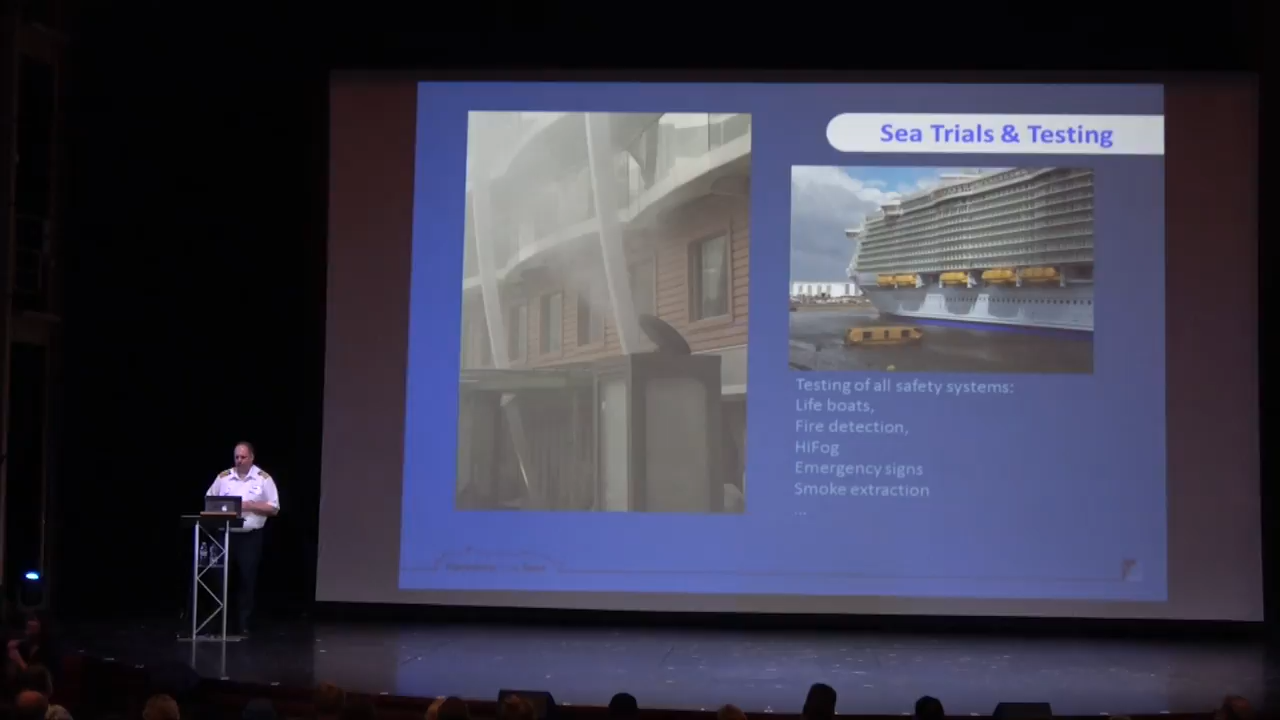 Sea Trials & Testing
Testing of all safety systems:
Life boats,
Fire detection,
HiFog
Emergency signs
Smoke extraction
...